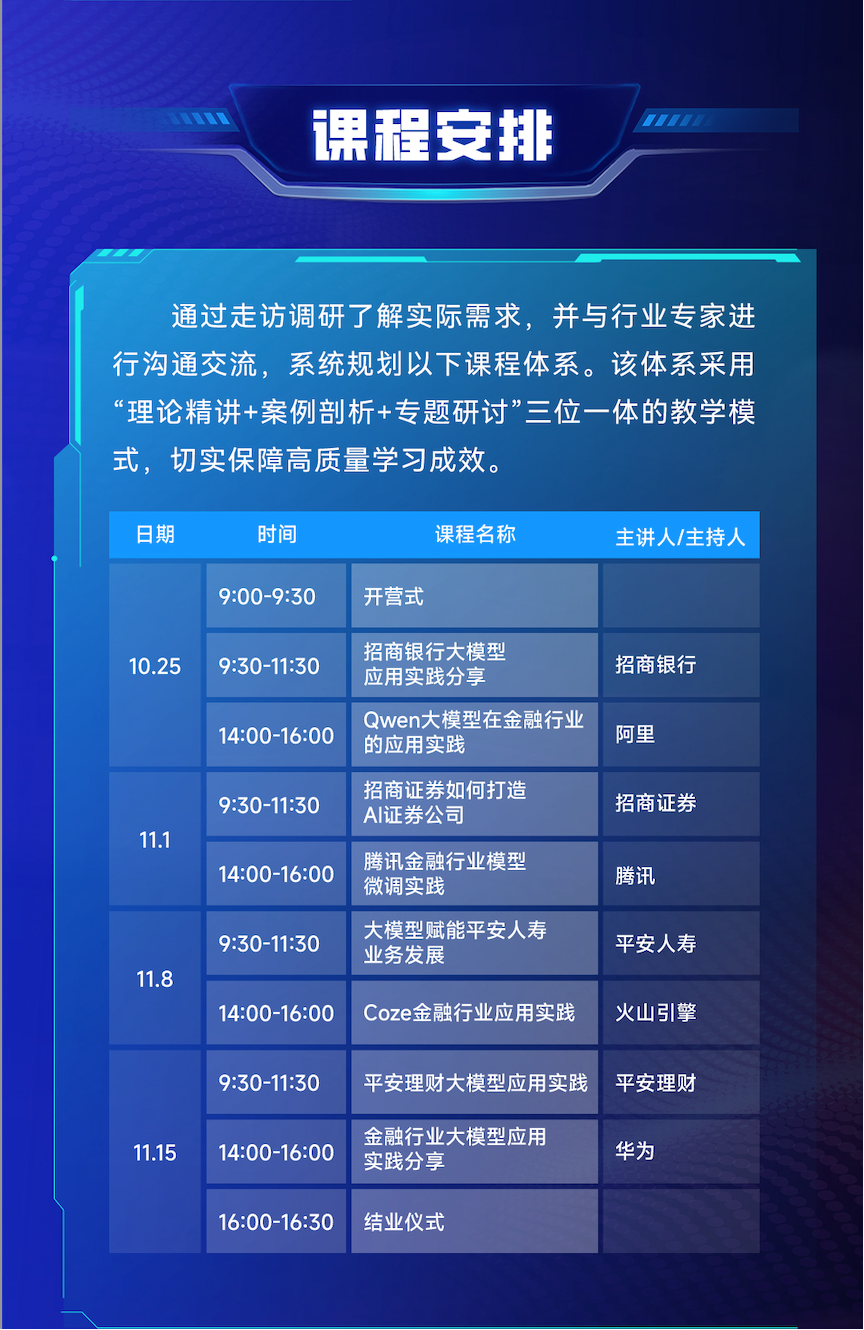 课程安排
通过走访调研了解实际需求，并与行业专家进
行沟通交流，系统规划以下课程体系。该体系采用
“理论精讲+案例剖析+专题研讨”三位一体的教学模
式，切实保障高质量学习成效。
日期 时间 课程名称 主讲人/主持人
10.25
9:00-9:30 开营式
9:30-11:30 招商银行大模型
应用实践分享
招商银行
14:00-16:00 Qwen大模型在金融行业
的应用实践
阿里
11.1
9:30-11:30 招商证券如何打造
AI证券公司
招商证券
14:00-16:00 腾讯金融行业模型
微调实践
腾讯
11.8
9:30-11:30 大模型赋能平安人寿
业务发展
平安人寿
14:00-16:00 Coze金融行业应用实践 火山引擎
11.15
9:30-11:30 平安理财大模型应用实践 平安理财
14:00-16:00 金融行业大模型应用
实践分享
华为
16:00-16:30 结业仪式